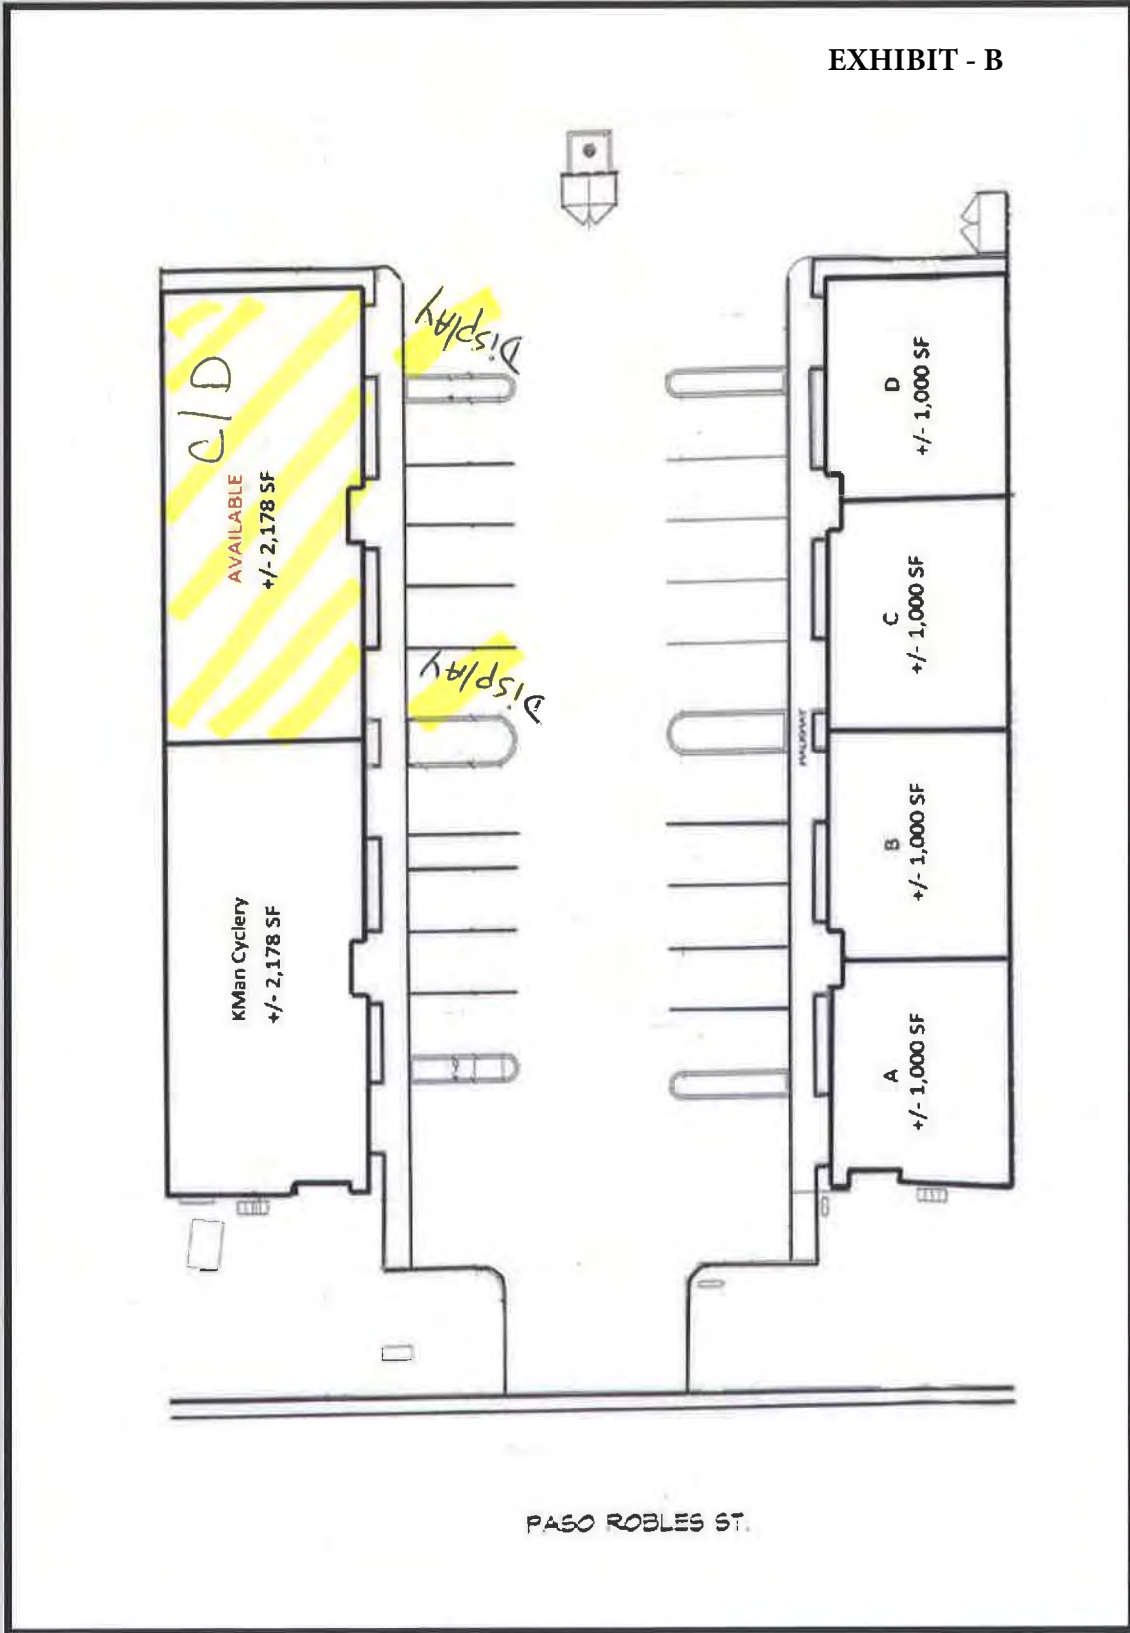 EXHIBIT - B
Display
C/D
AVAILABLE
+/- 2,178 SF
Display
KMan Cyclery
+/- 2,178 SF
D
+/- 1,000 SF
C
+/- 1,000 SF
WALKWAY
B
+/- 1,000 SF
A
+/- 1,000 SF
PASO ROBLES ST.